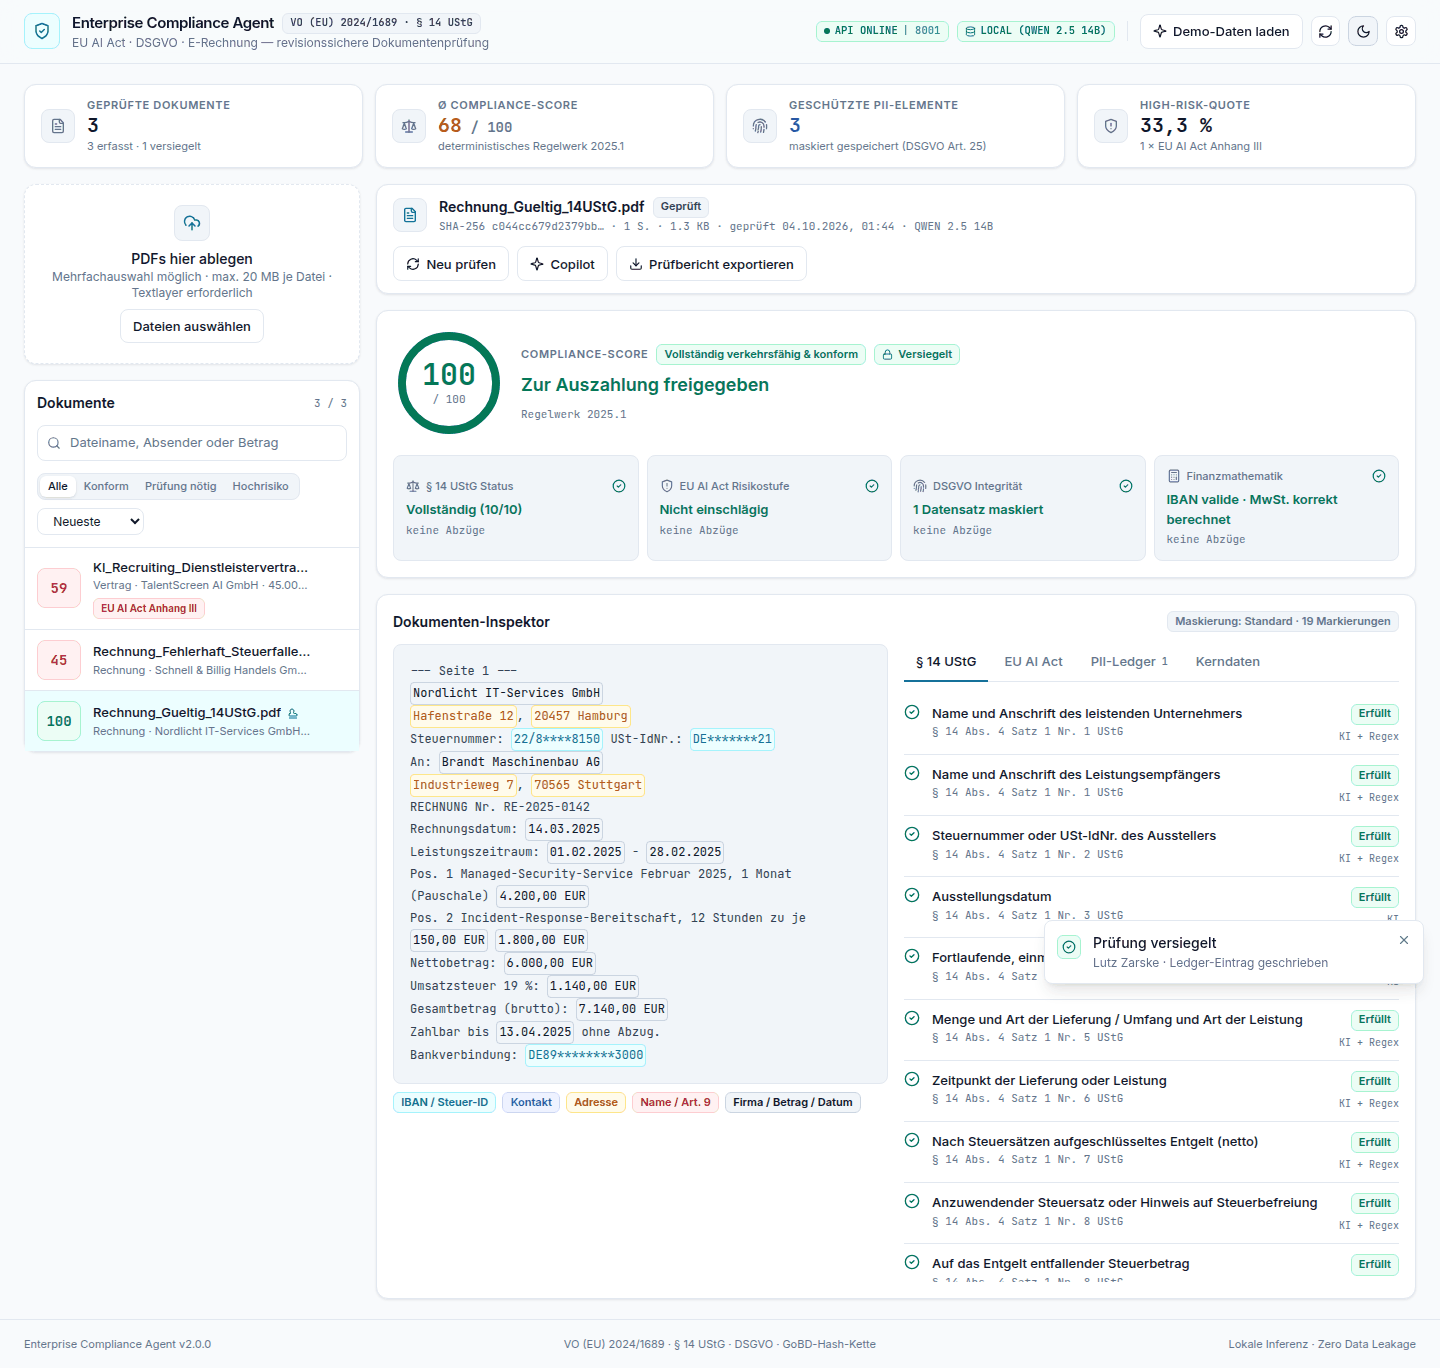 Enterprise Compliance Agent
VO (EU) 2024/1689 · § 14 UStG
EU AI Act · DSGVO · E-Rechnung — revisionssichere Dokumentenprüfung
API ONLINE | 8001
LOCAL (QWEN 2.5 14B)
Demo-Daten laden
GEPRÜFTE DOKUMENTE
3
3 erfasst · 1 versiegelt
Ø COMPLIANCE-SCORE
68 / 100
deterministisches Regelwerk 2025.1
GESCHÜTZTE PII-ELEMENTE
3
maskiert gespeichert (DSGVO Art. 25)
HIGH-RISK-QUOTE
33,3 %
1 × EU AI Act Anhang III
PDFs hier ablegen
Mehrfachauswahl möglich · max. 20 MB je Datei ·
Textlayer erforderlich
Dateien auswählen
Dokumente
3 / 3
Dateiname, Absender oder Betrag
Alle
Konform
Prüfung nötig
Hochrisiko
Neueste
59
KI_Recruiting_Dienstleistervertra...
Vertrag · TalentScreen AI GmbH · 45.00...
EU AI Act Anhang III
45
Rechnung_Fehlerhaft_Steuerfalle...
Rechnung · Schnell & Billig Handels Gm...
100
Rechnung_Gueltig_14UStG.pdf
Rechnung · Nordlicht IT-Services GmbH...
Rechnung_Gueltig_14UStG.pdf
Geprüft
SHA-256 c044cc679d2379bb… · 1 S. · 1.3 KB · geprüft 04.10.2026, 01:44 · QWEN 2.5 14B
Neu prüfen
Copilot
Prüfbericht exportieren
100
/ 100
COMPLIANCE-SCORE
Vollständig verkehrsfähig & konform
Versiegelt
Zur Auszahlung freigegeben
Regelwerk 2025.1
§ 14 UStG Status
Vollständig (10/10)
keine Abzüge
EU AI Act Risikostufe
Nicht einschlägig
keine Abzüge
DSGVO Integrität
1 Datensatz maskiert
keine Abzüge
Finanzmathematik
IBAN valide · MwSt. korrekt
berechnet
keine Abzüge
Dokumenten-Inspektor
Maskierung: Standard · 19 Markierungen
--- Seite 1 ---
Nordlicht IT-Services GmbH
Hafenstraße 12, 20457 Hamburg
Steuernummer: 22/8****8150 USt-IdNr.: DE*******21
An: Brandt Maschinenbau AG
Industrieweg 7, 70565 Stuttgart
RECHNUNG Nr. RE-2025-0142
Rechnungsdatum: 14.03.2025
Leistungszeitraum: 01.02.2025 - 28.02.2025
Pos. 1 Managed-Security-Service Februar 2025, 1 Monat
(Pauschale) 4.200,00 EUR
Pos. 2 Incident-Response-Bereitschaft, 12 Stunden zu je
150,00 EUR 1.800,00 EUR
Nettobetrag: 6.000,00 EUR
Umsatzsteuer 19 %: 1.140,00 EUR
Gesamtbetrag (brutto): 7.140,00 EUR
Zahlbar bis 13.04.2025 ohne Abzug.
Bankverbindung: DE89********3000
IBAN / Steuer-ID
Kontakt
Adresse
Name / Art. 9
Firma / Betrag / Datum
§ 14 UStG
EU AI Act
PII-Ledger 1
Kerndaten
Name und Anschrift des leistenden Unternehmers
Erfüllt
§ 14 Abs. 4 Satz 1 Nr. 1 UStG
KI + Regex
Name und Anschrift des Leistungsempfängers
Erfüllt
§ 14 Abs. 4 Satz 1 Nr. 1 UStG
KI + Regex
Steuernummer oder USt-IdNr. des Ausstellers
Erfüllt
§ 14 Abs. 4 Satz 1 Nr. 2 UStG
KI + Regex
Ausstellungsdatum
Erfüllt
§ 14 Abs. 4 Satz 1 Nr. 3 UStG
KI
Fortlaufende,
§ 14 Abs. 4 Satz
Prüfung versiegelt
Lutz Zarske · Ledger-Eintrag geschrieben
Menge und Art der Lieferung / Umfang und Art der Leistung
Erfüllt
§ 14 Abs. 4 Satz 1 Nr. 5 UStG
KI + Regex
Zeitpunkt der Lieferung oder Leistung
Erfüllt
§ 14 Abs. 4 Satz 1 Nr. 6 UStG
KI + Regex
Nach Steuersätzen aufgeschlüsseltes Entgelt (netto)
Erfüllt
§ 14 Abs. 4 Satz 1 Nr. 7 UStG
KI + Regex
Anzuwendender Steuersatz oder Hinweis auf Steuerbefreiung
Erfüllt
§ 14 Abs. 4 Satz 1 Nr. 8 UStG
KI + Regex
Auf das Entgelt entfallender Steuerbetrag
Erfüllt
§ 14 Abs. 4 Satz 1 Nr. 8 UStG
Enterprise Compliance Agent v2.0.0
VO (EU) 2024/1689 · § 14 UStG · DSGVO · GoBD-Hash-Kette
Lokale Inferenz · Zero Data Leakage